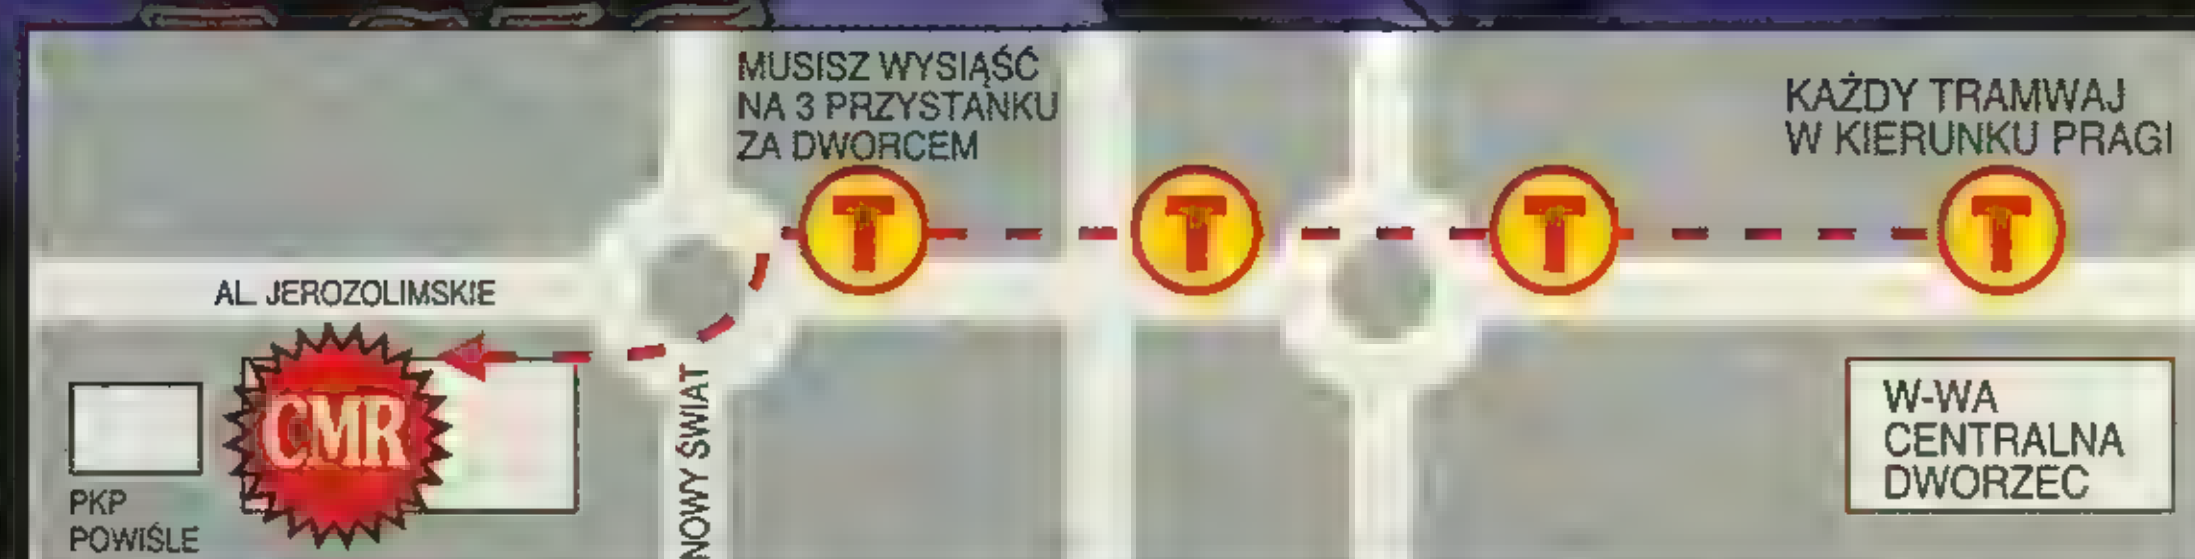 MUSISZ WYSIĄŚĆ
NA 3 PRZYSTANKU
ZA DWORCEM
KAŻDY TRAMWAJ
W KIERUNKU PRAGI
T
T
T
T
AL. JEROZOLIMSKIE
CMR
PKP
POWIŚLE
NOWY ŚWIAT
W-WA
CENTRALNA
DWORZEC